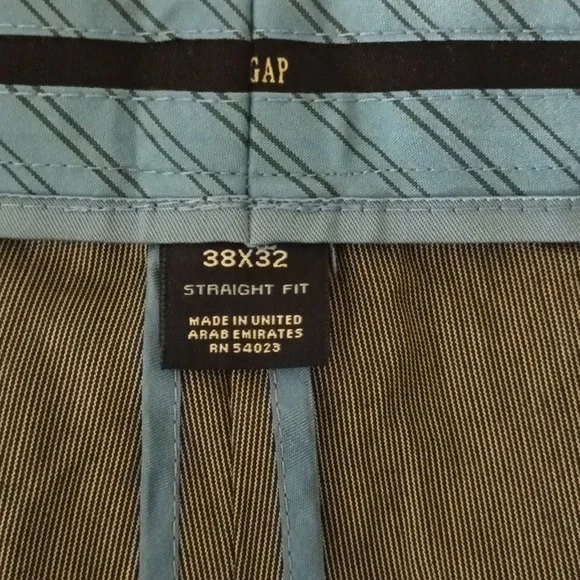 GAP
38X32
STRAIGHT FIT
MADE IN UNITED
ARAB EMIRATES
RN 54023